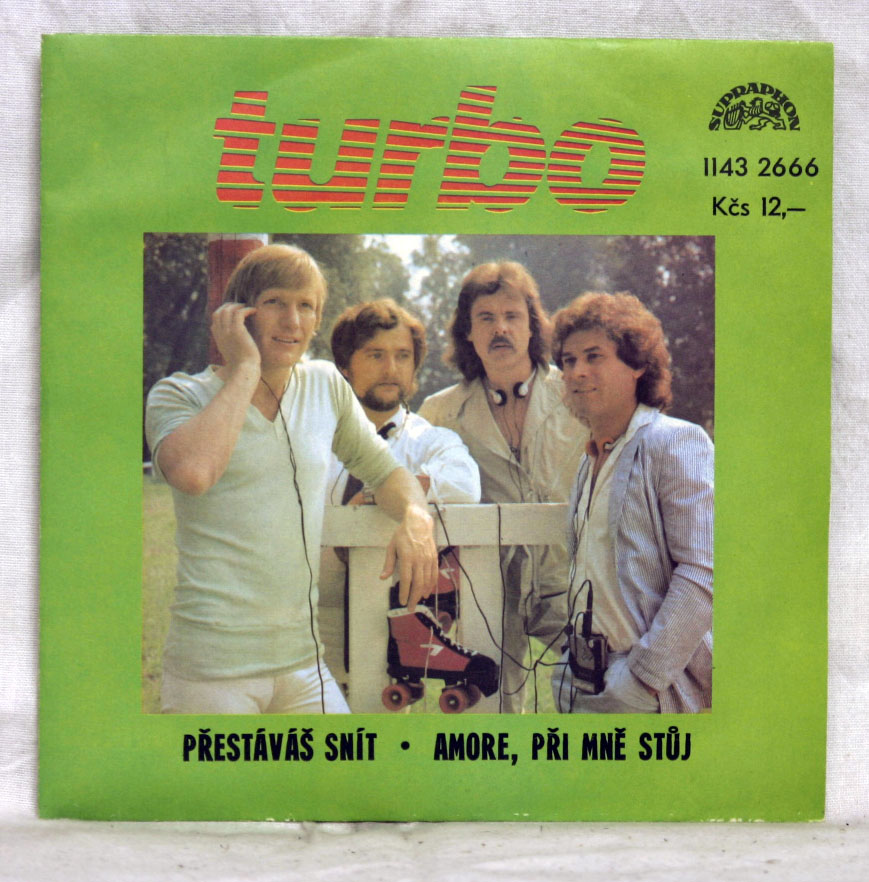 turbo
SUPRAPHON
1143 2666
Kčs 12,—
PŘESTÁVÁŠ SNÍT • AMORE, PŘI MNĚ STŮJ